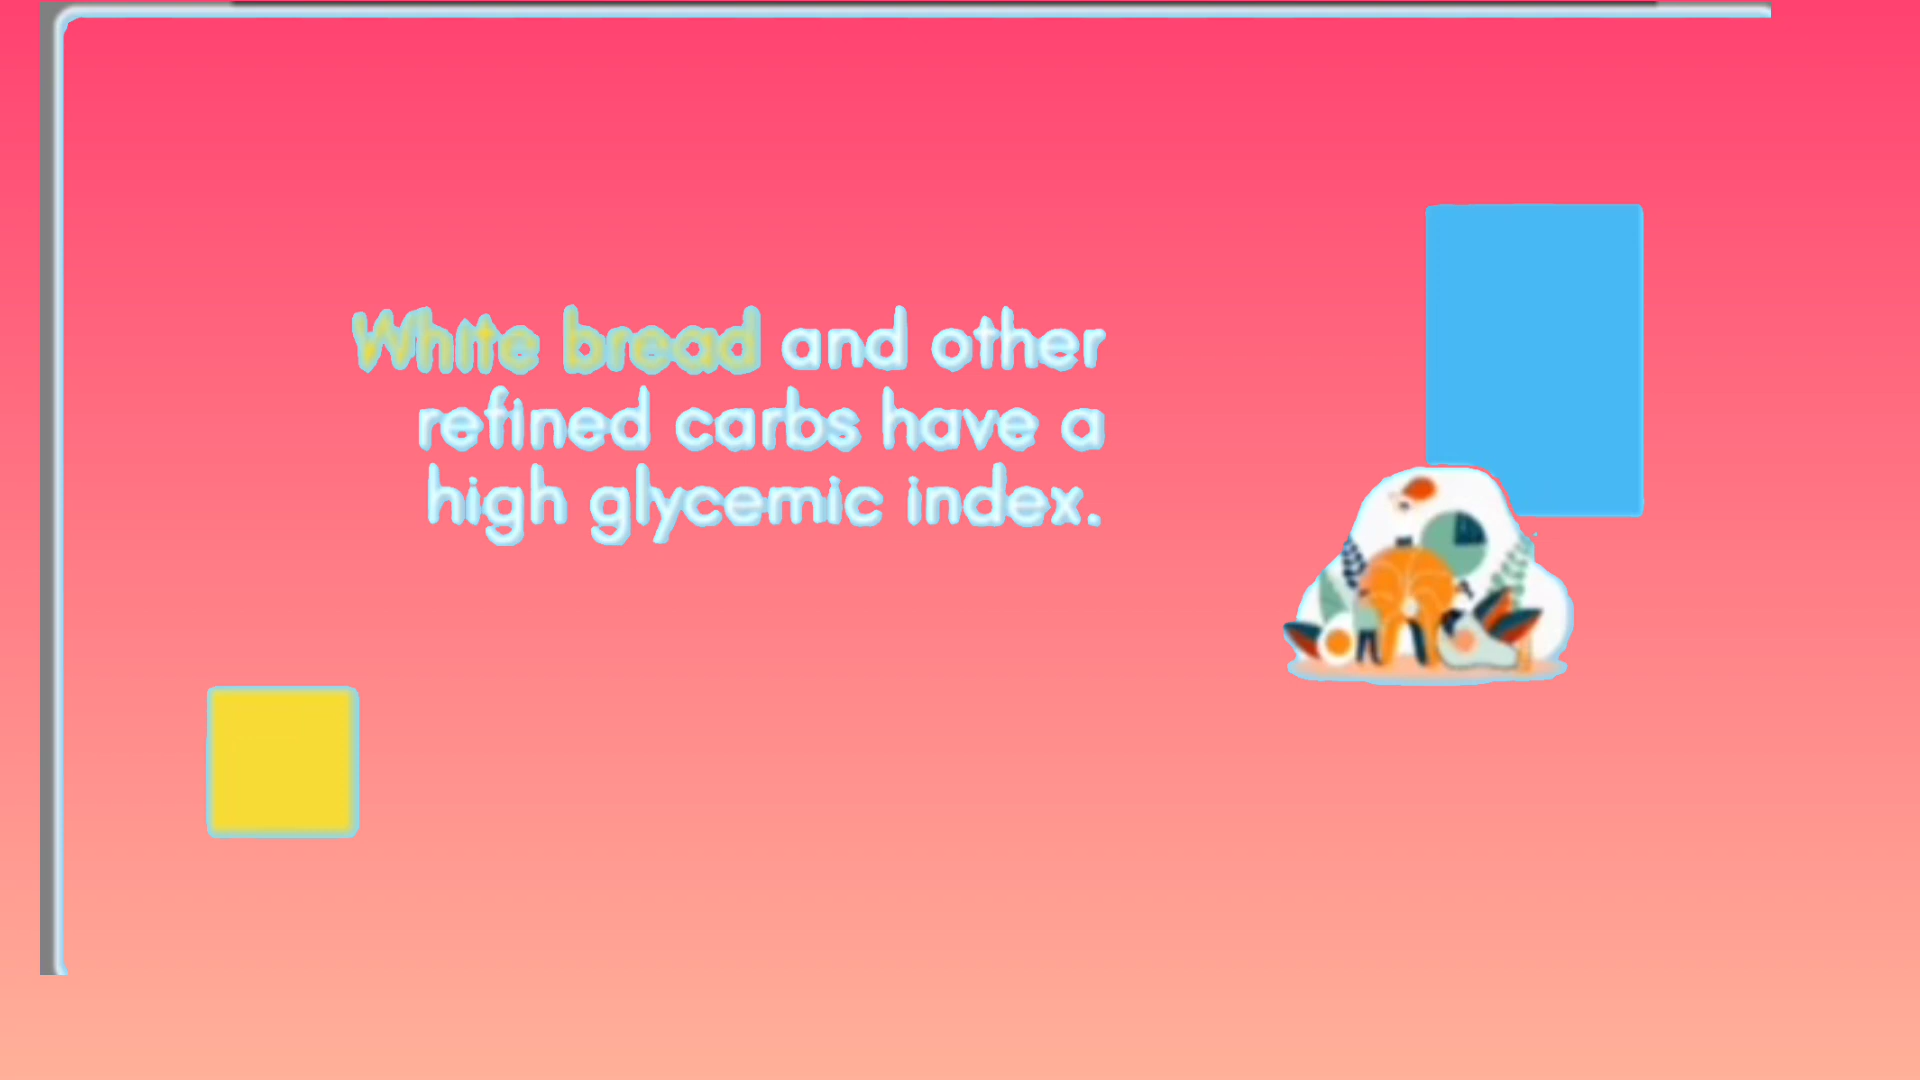 White bread and other
refined carbs have a
high glycemic index.